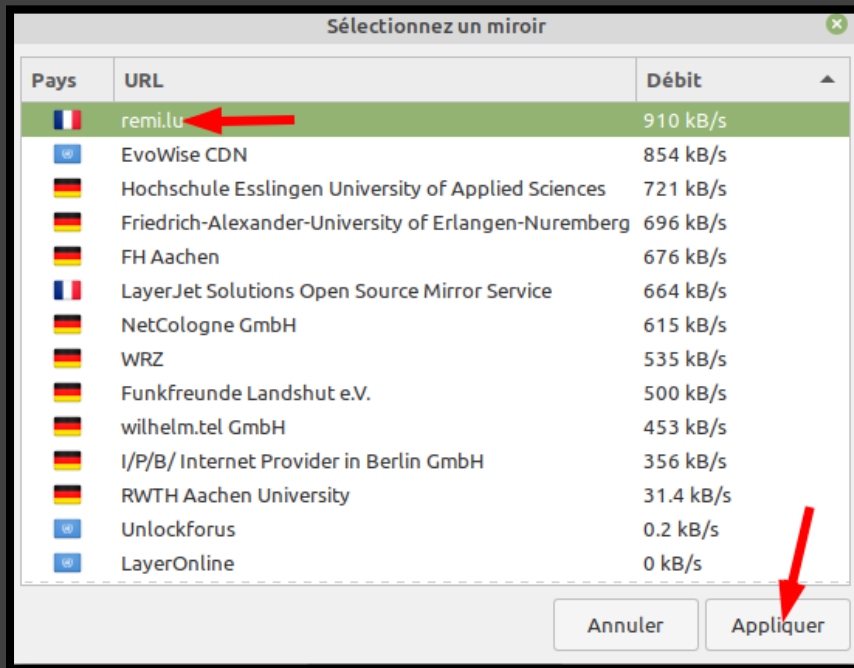 Sélectionnez un miroir
Pays URL Débit
remi.lu 910 kB/s
EvoWise CDN 854 kB/s
Hochschule Esslingen University of Applied Sciences 721 kB/s
Friedrich-Alexander-University of Erlangen-Nuremberg 696 kB/s
FH Aachen 676 kB/s
LayerJet Solutions Open Source Mirror Service 664 kB/s
NetCologne GmbH 615 kB/s
WRZ 535 kB/s
Funkfreunde Landshut e.V. 500 kB/s
wilhelm.tel GmbH 453 kB/s
I/P/B/ Internet Provider in Berlin GmbH 356 kB/s
RWTH Aachen University 31.4 kB/s
Unlockforus 0.2 kB/s
LayerOnline 0 kB/s
Annuler Appliquer